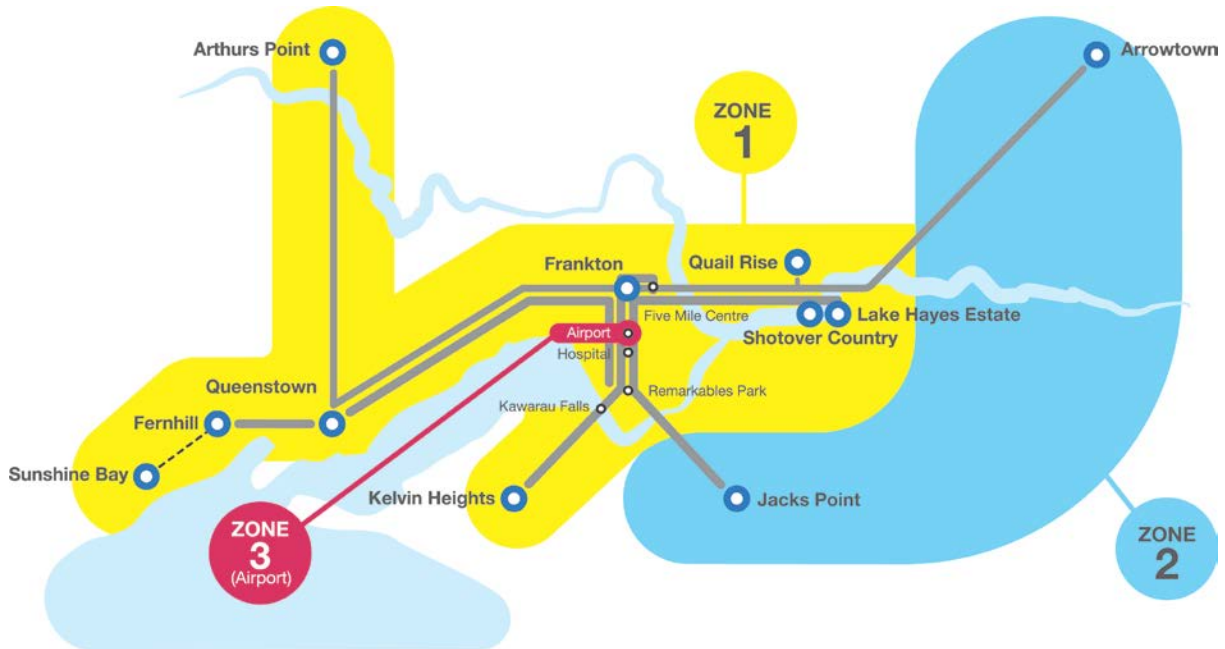 Arthurs Point
Arrowtown
ZONE
1
Frankton
Quail Rise
Five Mile Centre
Lake Hayes Estate
Airport
Shotover Country
Hospital
Queenstown
Remarkables Park
Kawarau Falls
Fernhill
Sunshine Bay
Kelvin Heights
Jacks Point
ZONE
3
(Airport)
ZONE
2